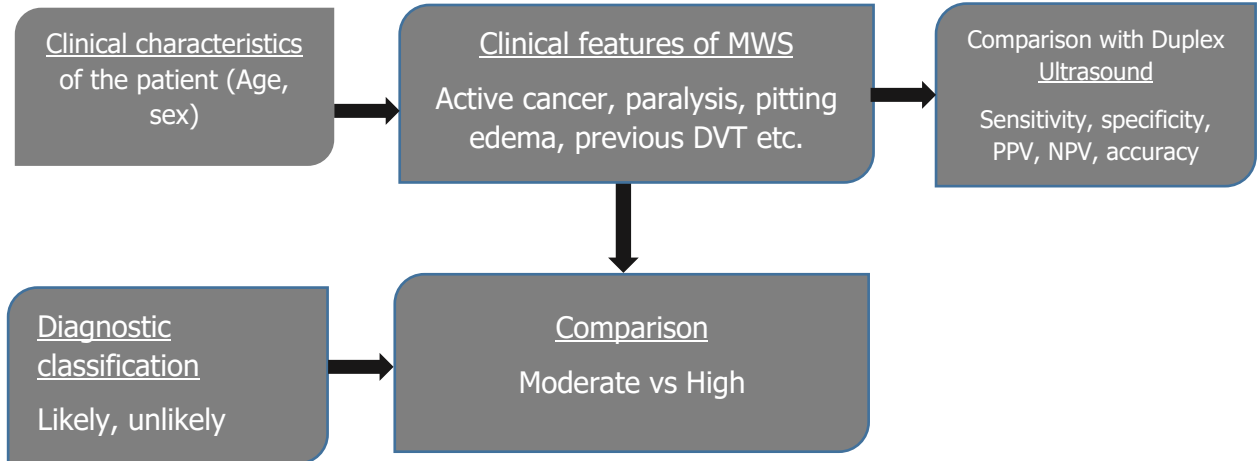 Clinical characteristics
of the patient (Age,
sex)
Clinical features of MWS
Active cancer, paralysis, pitting
edema, previous DVT etc.
Comparison with Duplex
Ultrasound
Sensitivity, specificity,
PPV, NPV, accuracy
Diagnostic
classification
Likely, unlikely
Comparison
Moderate vs High